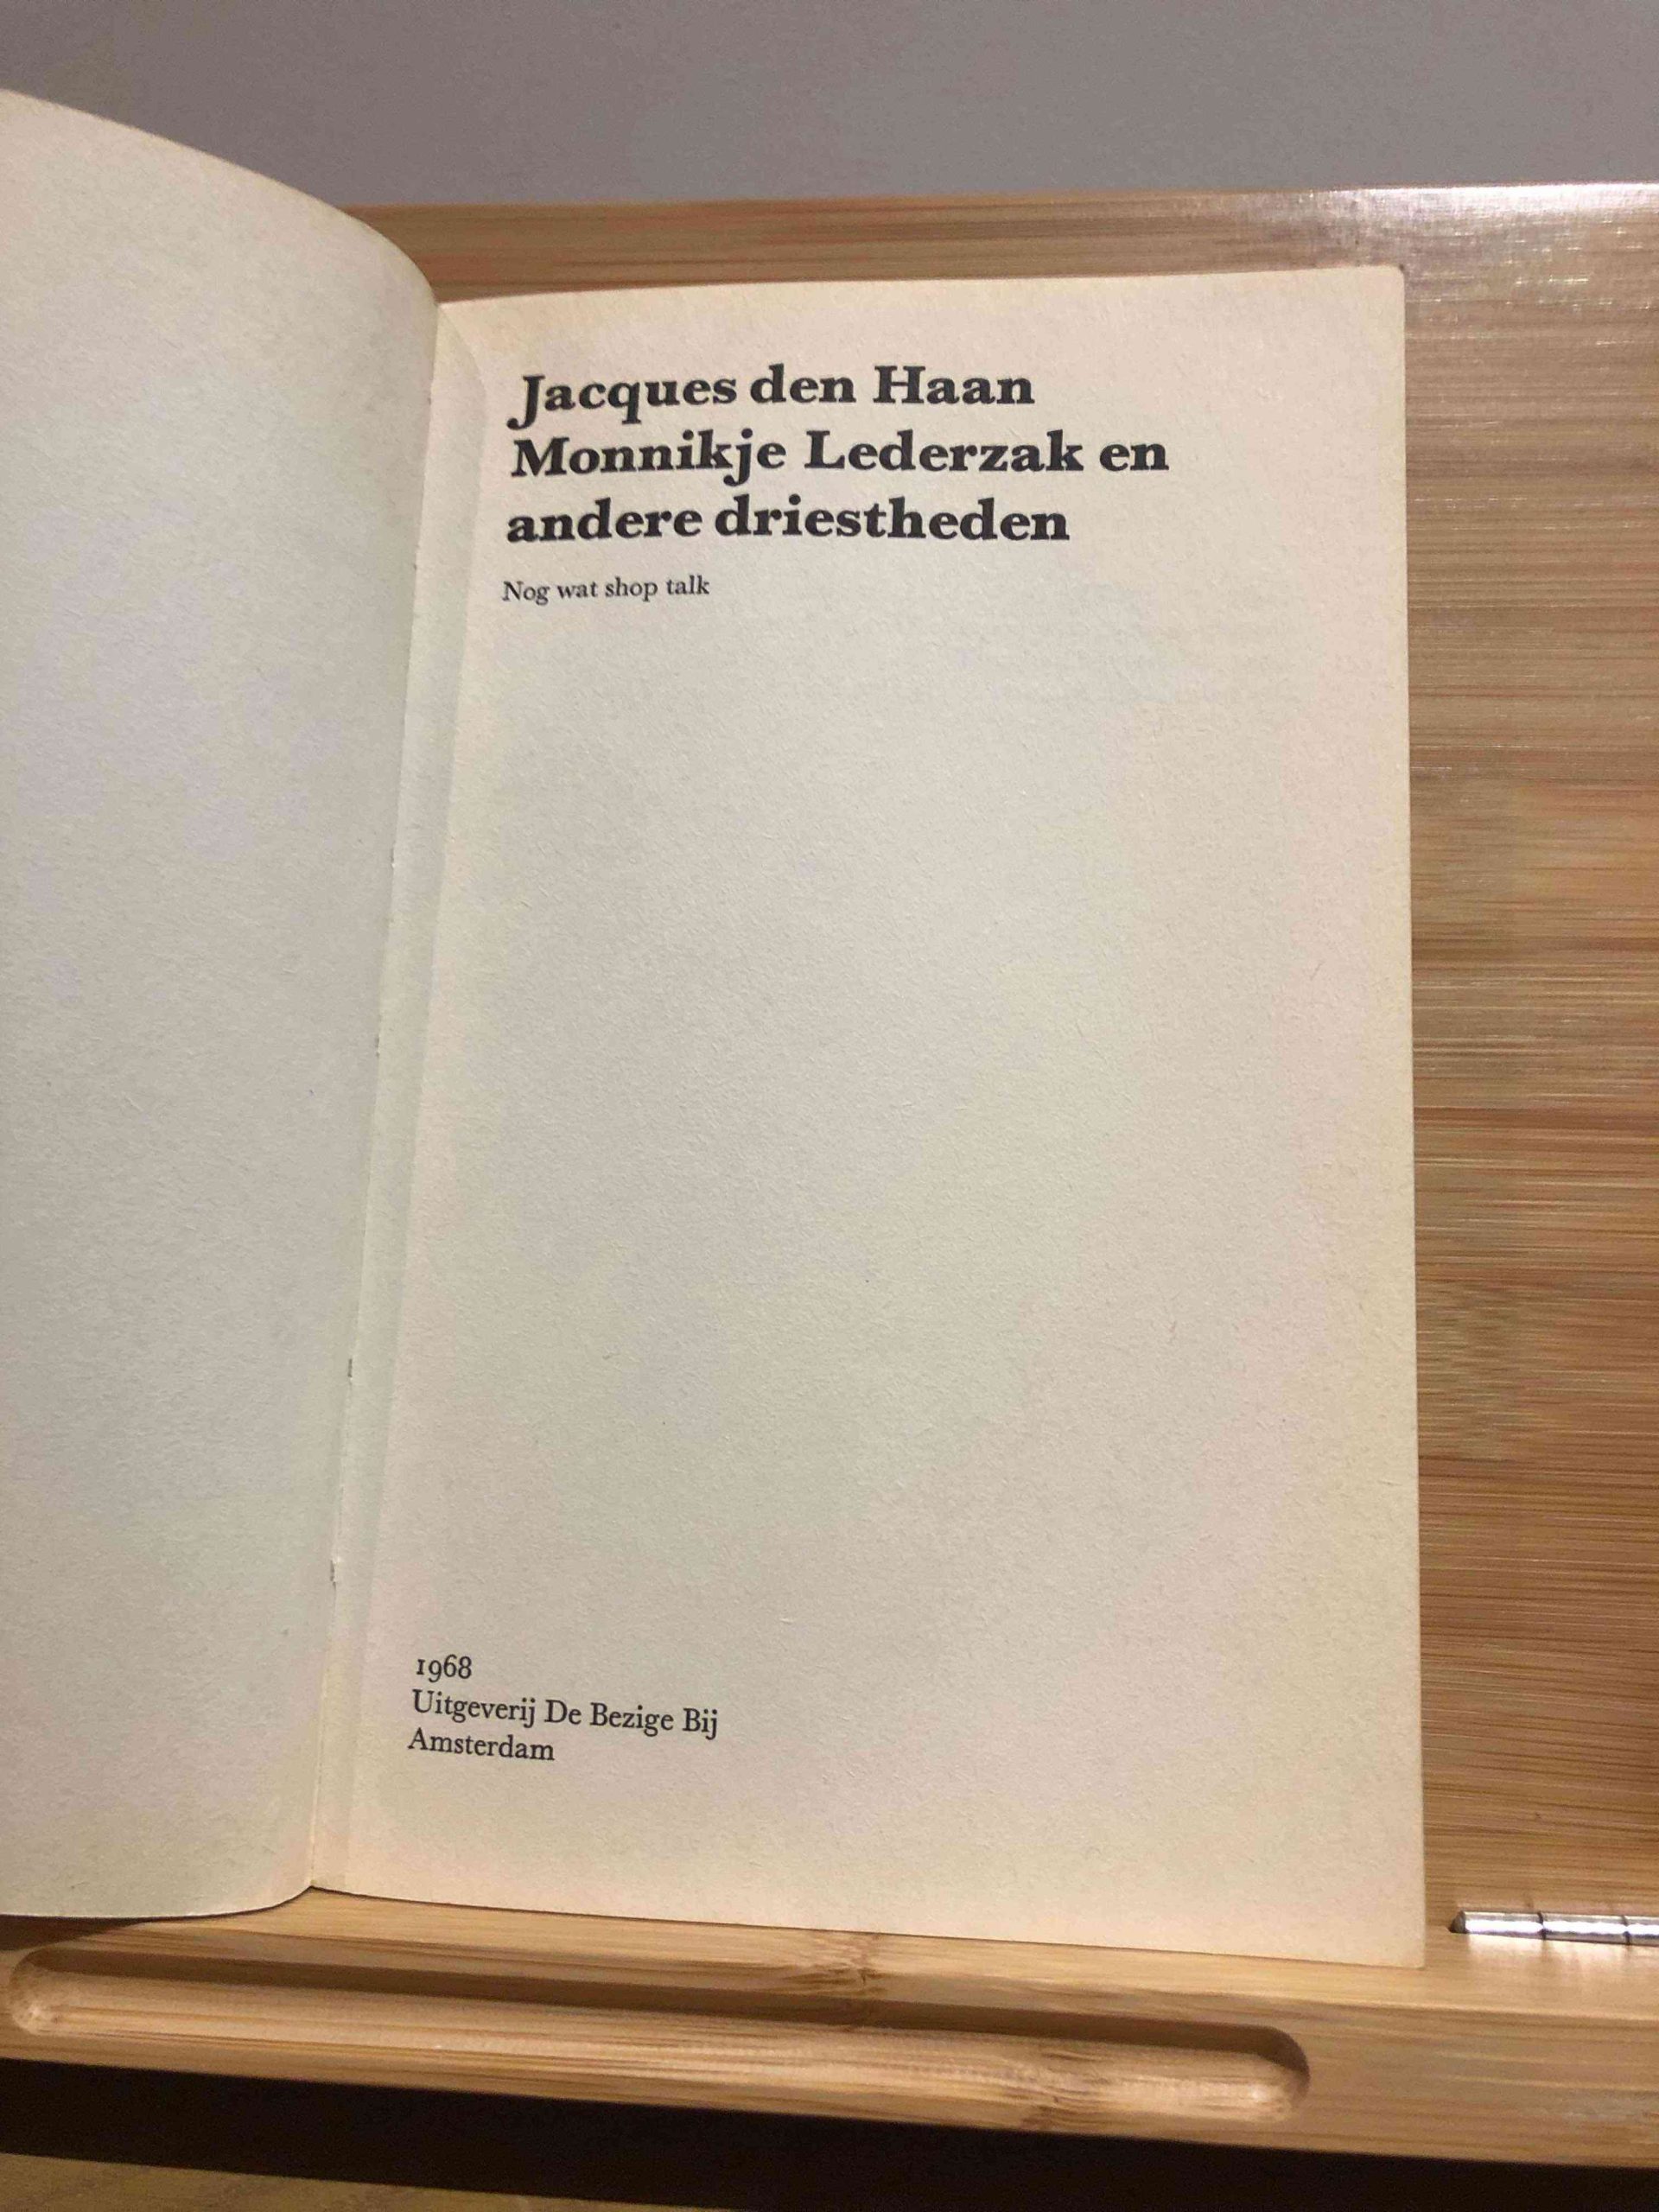 Jacques den Haan
Monnikje Lederzak en
andere driestheden
Nog wat shop talk
1968
Uitgeverij De Bezige Bij
Amsterdam